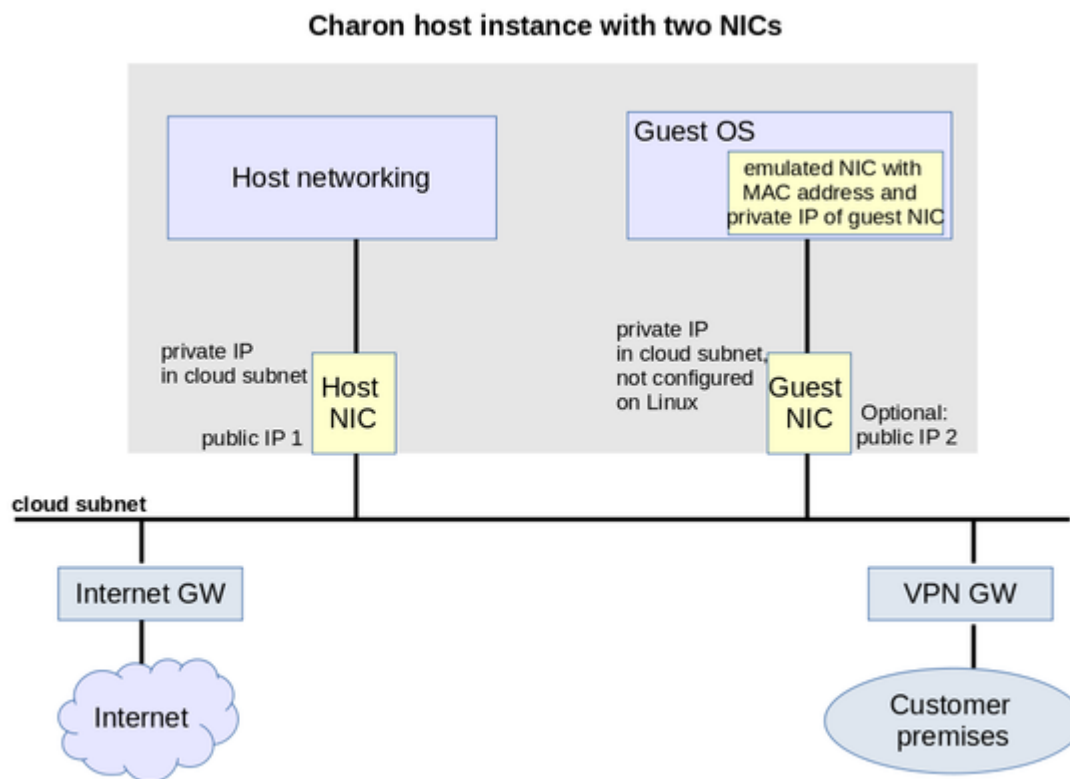 Charon host instance with two NICs
Host networking
Guest OS
emulated NIC with
MAC address and
private IP of guest NIC
private IP
in cloud subnet
Host
NIC
public IP 1
private IP
in cloud subnet,
not configured
on Linux
Guest
NIC
Optional:
public IP 2
cloud subnet
Internet GW
VPN GW
Internet
Customer
premises